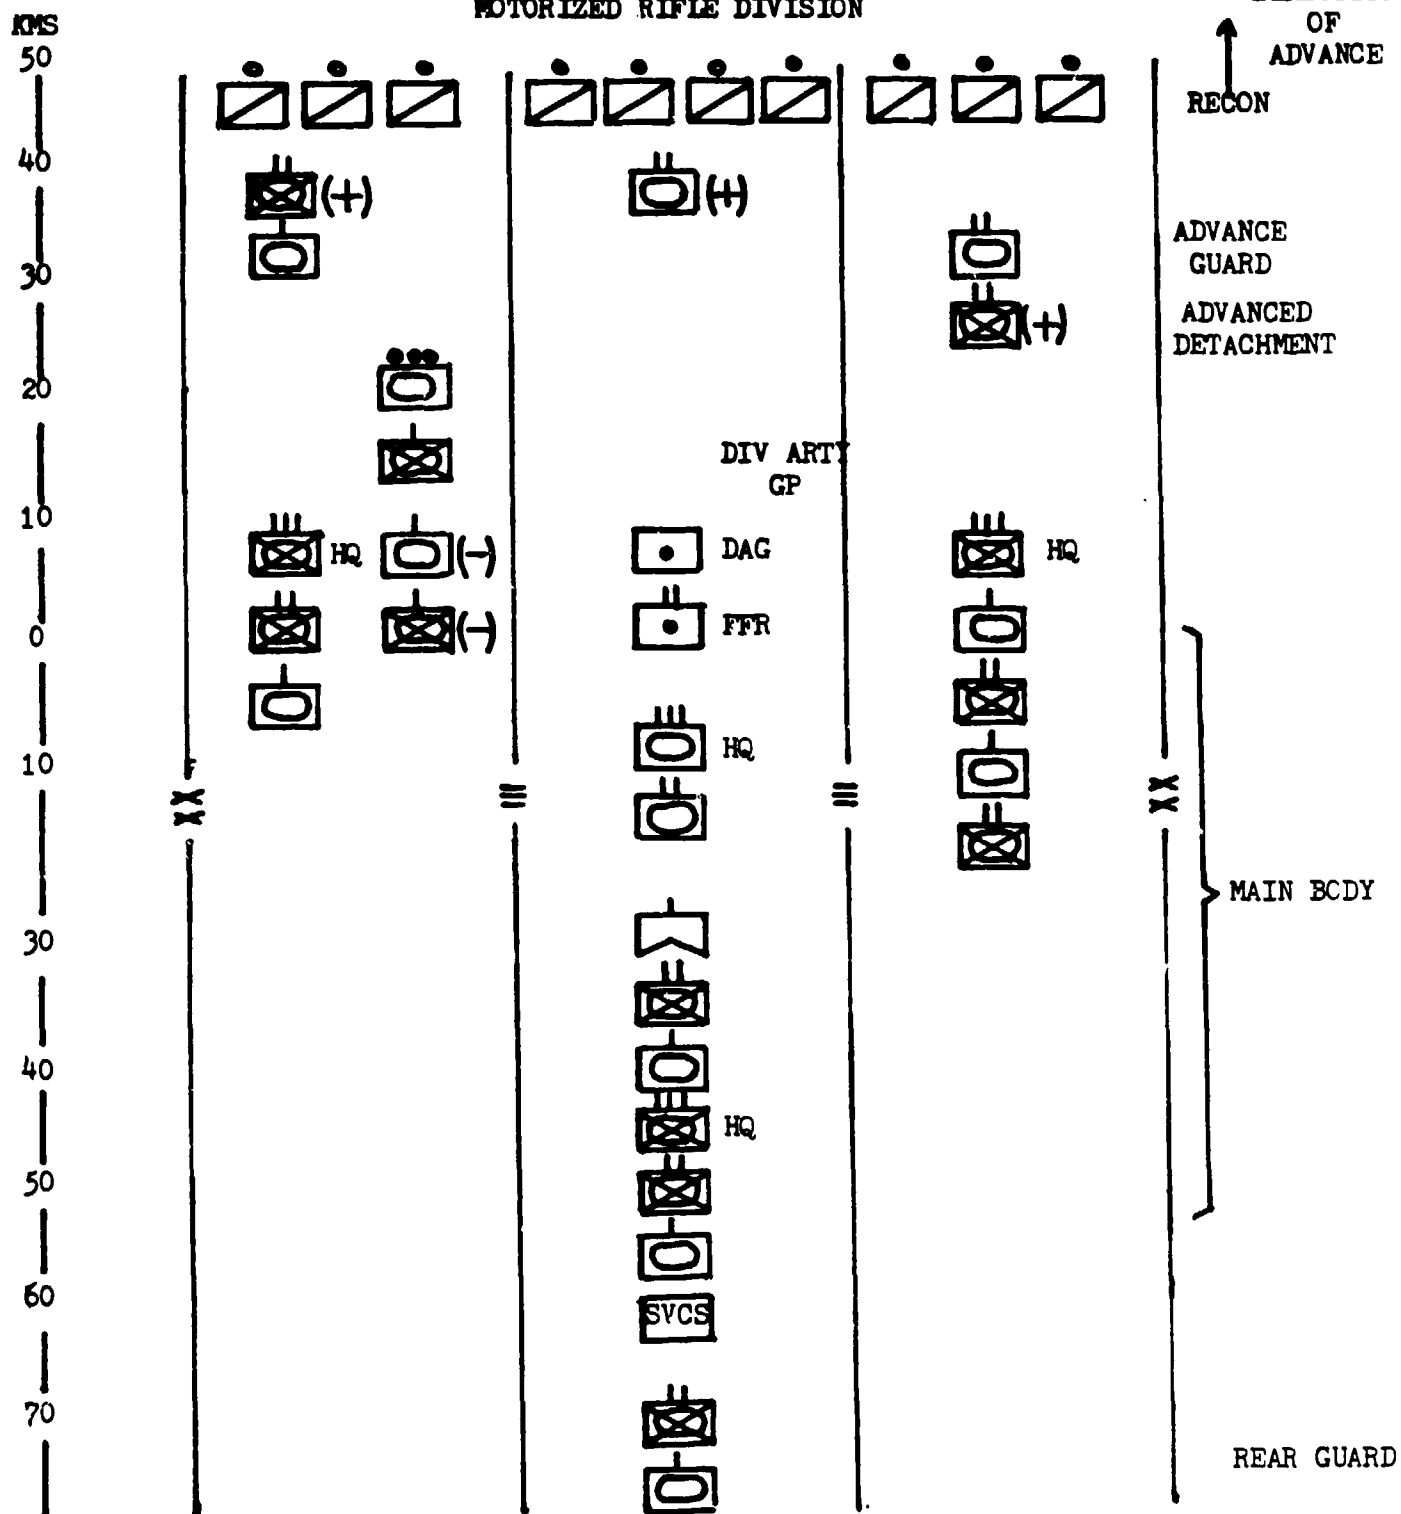 MOTORIZED RIFLE DIVISION
KMS
OF
ADVANCE
50
RECON
40
(+)
(+)
ADVANCE
GUARD
30
ADVANCED
DETACHMENT
(+)
20
DIV ARTY
GP
10
HQ
(-)
DAG
HQ
0
(-)
FFR
HQ
10
XX
XX
MAIN BODY
30
40
HQ
50
60
SVCS
70
REAR GUARD